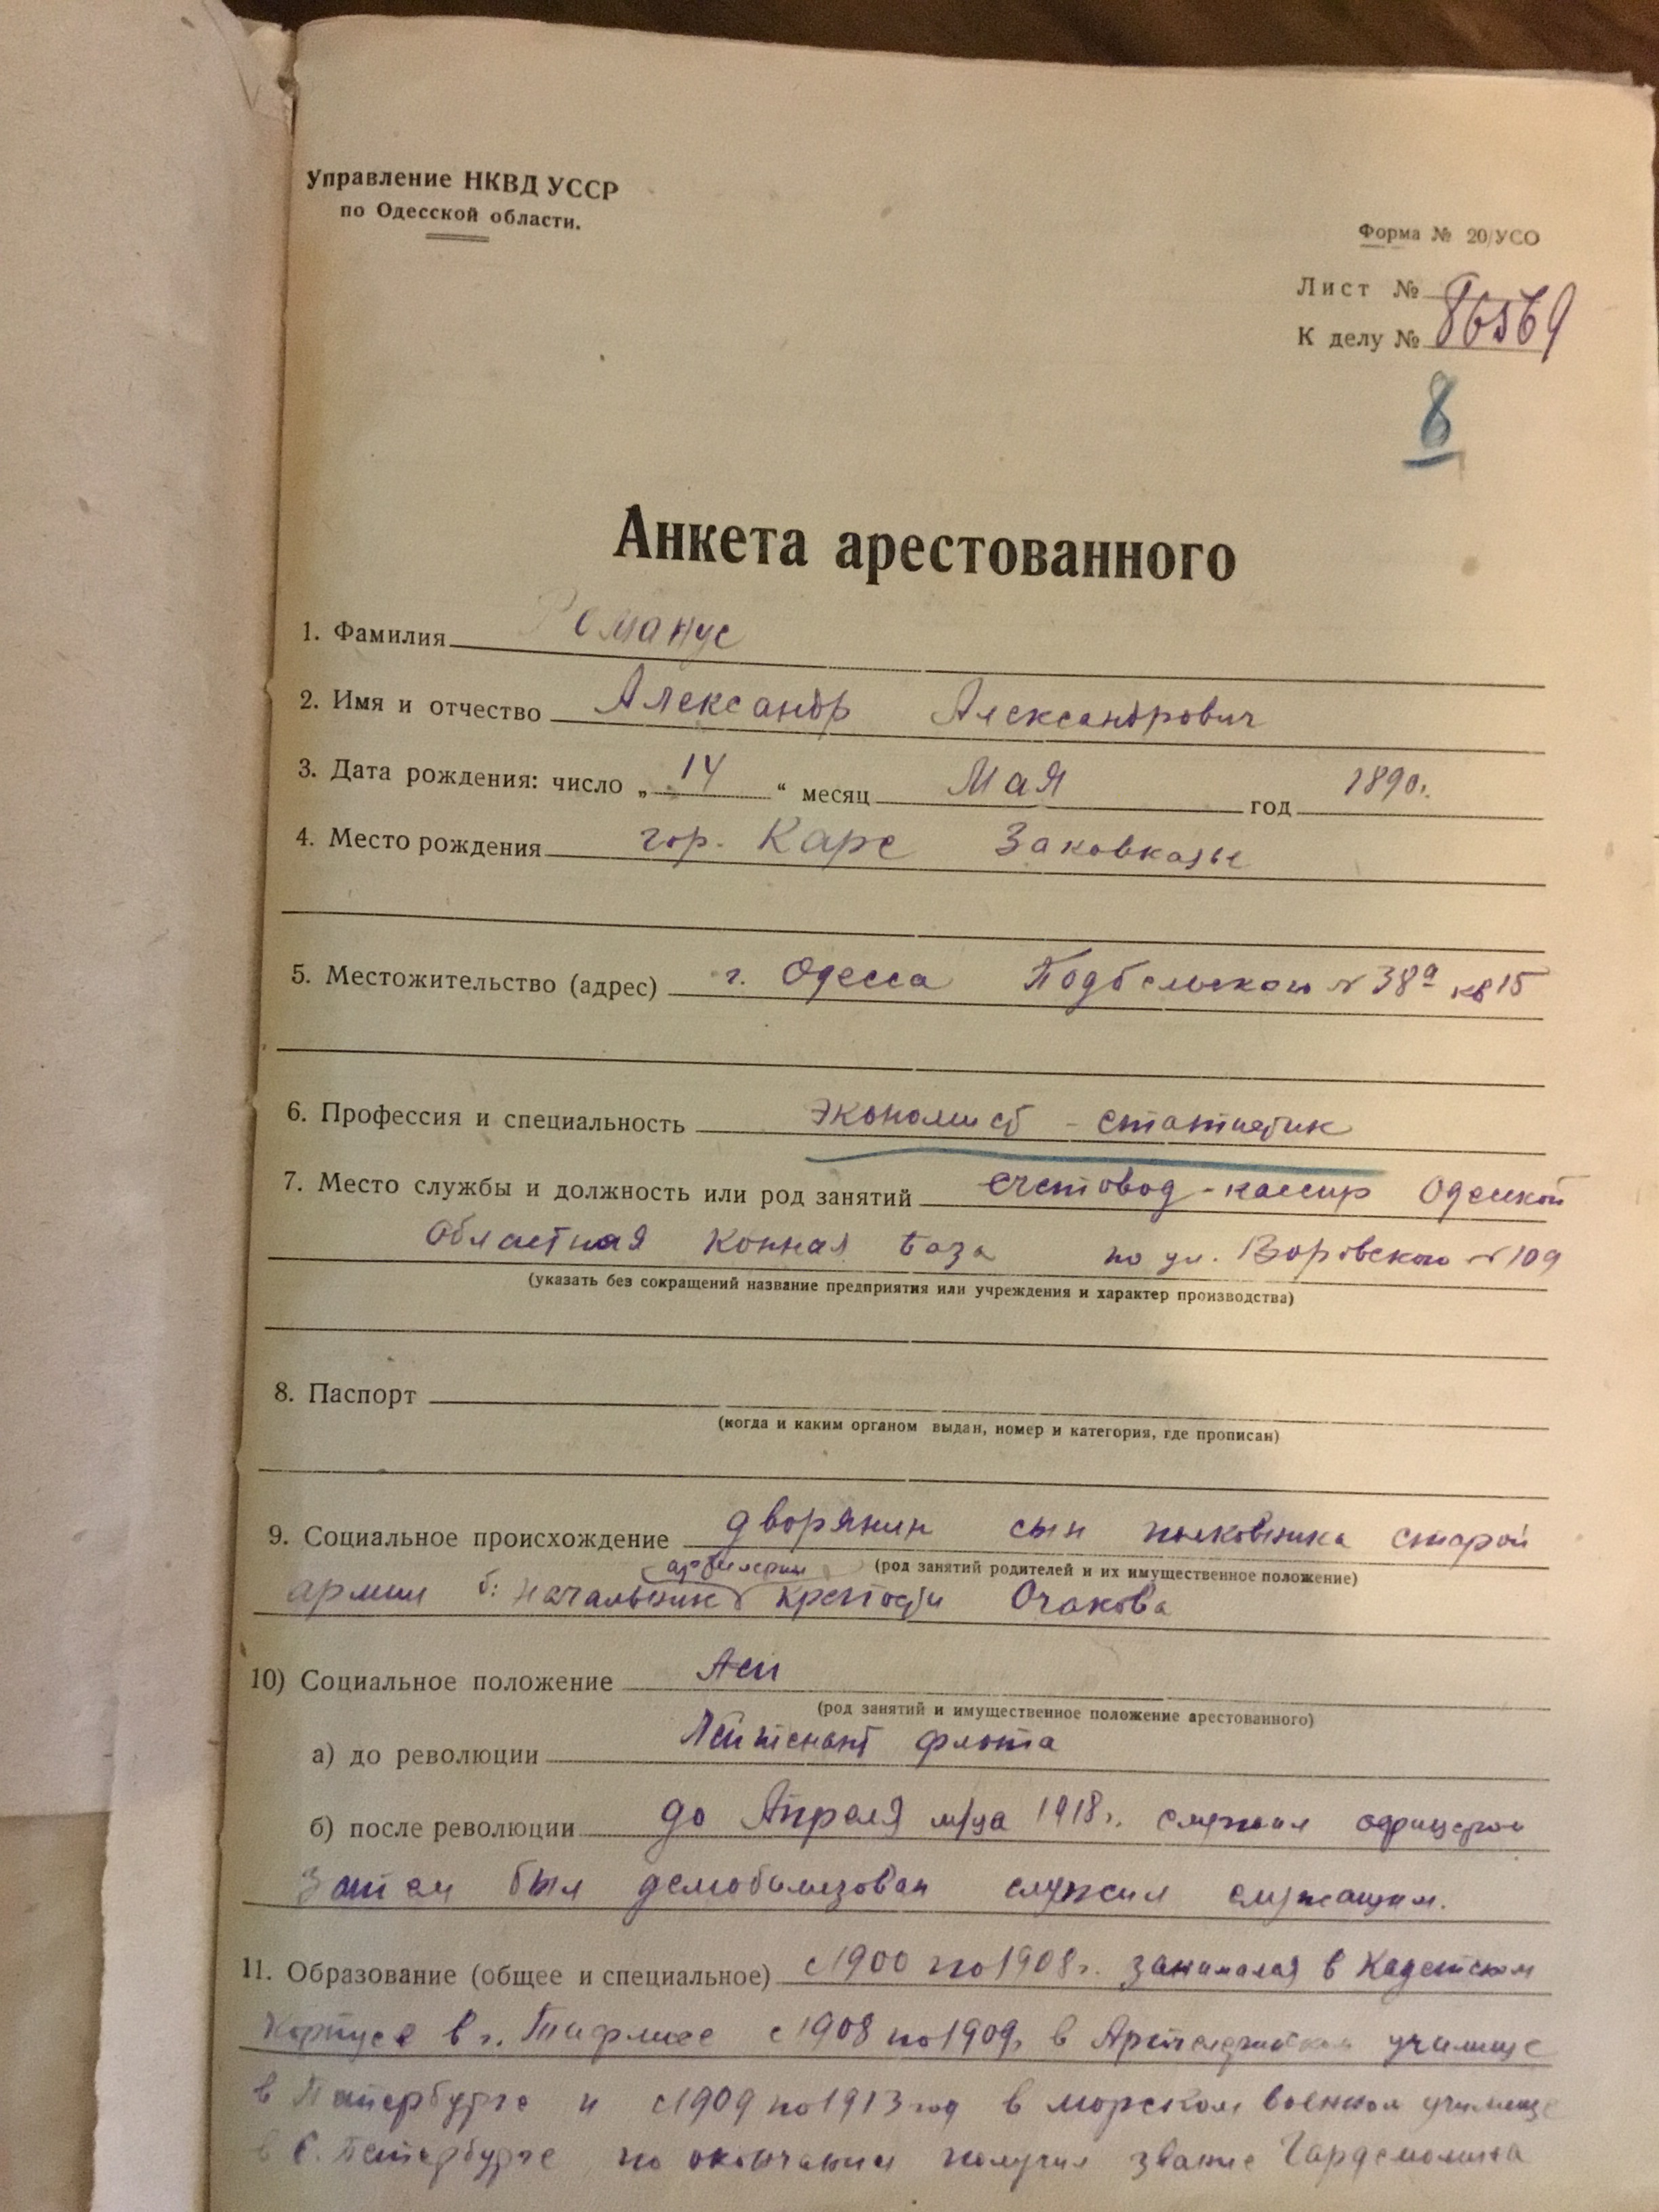 Управление НКВД УССР
по Одесской области.
Форма № 20/УСО
Лист №
К делу № 86569
8
Анкета арестованного
1. Фамилия Романус
2. Имя и отчество Александр Александрович
3. Дата рождения: число „ 14 “ месяц Мая год 1890г.
4. Место рождения гор. Карс Закавказье
5. Местожительство (адрес) г. Одесса Подбельского № 38а кв 15
6. Профессия и специальность экономист - статистик
7. Место службы и должность или род занятий счетовод - кассир Одесской
Областная Конная база по ул. Воровского № 109
(указать без сокращений название предприятия или учреждения и характер производства)
8. Паспорт
(когда и каким органом выдан, номер и категория, где прописан)
9. Социальное происхождение дворянин сын полковника старой
артилерии (род занятий родителей и их имущественное положение)
армии б. начальник крепости Очакова
10) Социальное положение
(род занятий и имущественное положение арестованного)
а) до революции Лейтенант флота
б) после революции до Апреля м/ца 1918г. служил офицером
затем был демобилизован служил служащим.
11. Образование (общее и специальное) с 1900 по 1908г. занимался в Кадетском
корпусе в г. Тифлисе с 1908 по 1909г в Артилерийском училище
в Петербурге и с 1909 по 1913 год в морском военном училище
в С. Петербурге, по окончании получил звание Гардемарина